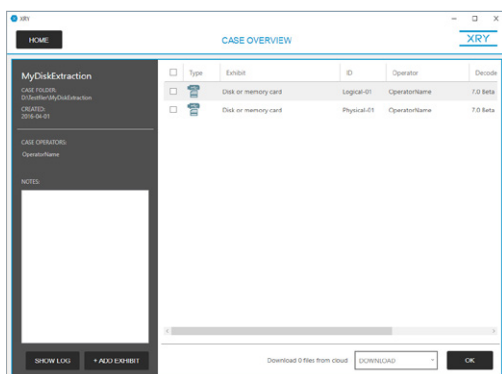 XRY
HOME
CASE OVERVIEW
XRY
MyDiskExtraction
CASE FOLDER:
D:\Testfiler\MyDiskExtraction
CREATED:
2016-04-01
CASE OPERATORS:
OperatorName
NOTES:
Type Exhibit ID Operator Decode
Disk or memory card Logical-01 OperatorName 7.0 Beta
Disk or memory card Physical-01 OperatorName 7.0 Beta
SHOW LOG + ADD EXHIBIT
Download 0 files from cloud DOWNLOAD OK